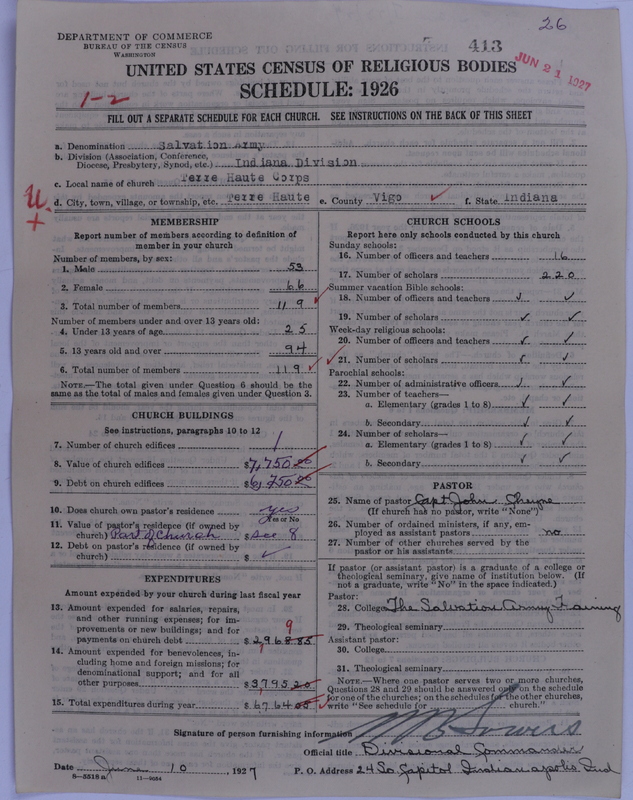 26
DEPARTMENT OF COMMERCE
BUREAU OF THE CENSUS
WASHINGTON
413
JUN 21 1927
UNITED STATES CENSUS OF RELIGIOUS BODIES
SCHEDULE: 1926
1-2
FILL OUT A SEPARATE SCHEDULE FOR EACH CHURCH. SEE INSTRUCTIONS ON THE BACK OF THIS SHEET
a. Denomination Salvation Army
b. Division (Association, Conference, Diocese, Presbytery, Synod, etc.) Indiana Division
c. Local name of church Terre Haute Corps
d. City, town, village, or township, etc. Terre Haute e. County Vigo ✓ f. State Indiana
U.
+
MEMBERSHIP
Report number of members according to definition of
member in your church
Number of members, by sex:
1. Male 53
2. Female 66
3. Total number of members 119 ✓
Number of members under and over 13 years old:
4. Under 13 years of age 25
5. 13 years old and over 94
6. Total number of members 119 ✓
NOTE.—The total given under Question 6 should be the
same as the total of males and females given under Question 3.
CHURCH BUILDINGS
See instructions, paragraphs 10 to 12
7. Number of church edifices 1
8. Value of church edifices $7,750.00
9. Debt on church edifices $6,750.00
10. Does church own pastor's residence yes
Yes or No
11. Value of pastor's residence (if owned by
church) Part of Church $ See 8
12. Debt on pastor's residence (if owned by
church) $ ✓
EXPENDITURES
Amount expended by your church during last fiscal year
13. Amount expended for salaries, repairs,
and other running expenses; for im-
provements or new buildings; and for
payments on church debt $2,968.85
9
14. Amount expended for benevolences, in-
cluding home and foreign missions; for
denominational support; and for all
other purposes $3,795.20
15. Total expenditures during year $6,764.05 ✓
CHURCH SCHOOLS
Report here only schools conducted by this church
Sunday schools:
16. Number of officers and teachers 16
17. Number of scholars 220
Summer vacation Bible schools:
18. Number of officers and teachers ✓ ✓
19. Number of scholars ✓ ✓
Week-day religious schools:
20. Number of officers and teachers ✓ ✓
21. Number of scholars ✓ ✓
Parochial schools:
22. Number of administrative officers ✓ ✓
23. Number of teachers—
a. Elementary (grades 1 to 8) ✓ ✓
b. Secondary ✓ ✓
24. Number of scholars—
a. Elementary (grades 1 to 8) ✓ ✓
b. Secondary ✓ ✓
PASTOR
25. Name of pastor Capt John Cheyne
(If church has no pastor, write "None")
26. Number of ordained ministers, if any, em-
ployed as assistant pastors no
27. Number of other churches served by the
pastor or his assistants
If pastor (or assistant pastor) is a graduate of a college or
theological seminary, give name of institution below. (If
not a graduate, write "No" in the space indicated.)
Pastor:
28. College The Salvation Army Training
29. Theological seminary
Assistant pastor:
30. College
31. Theological seminary
NOTE.—Where one pastor serves two or more churches,
Questions 28 and 29 should be answered only on the schedule
for one of the churches; on the schedules for the other churches,
write "See schedule for church."
Signature of person furnishing information
Official title Divisional Commander
Date June 10, 1927 P. O. Address 24 So. Capitol Indianapolis Ind
8—5518a 11—9054